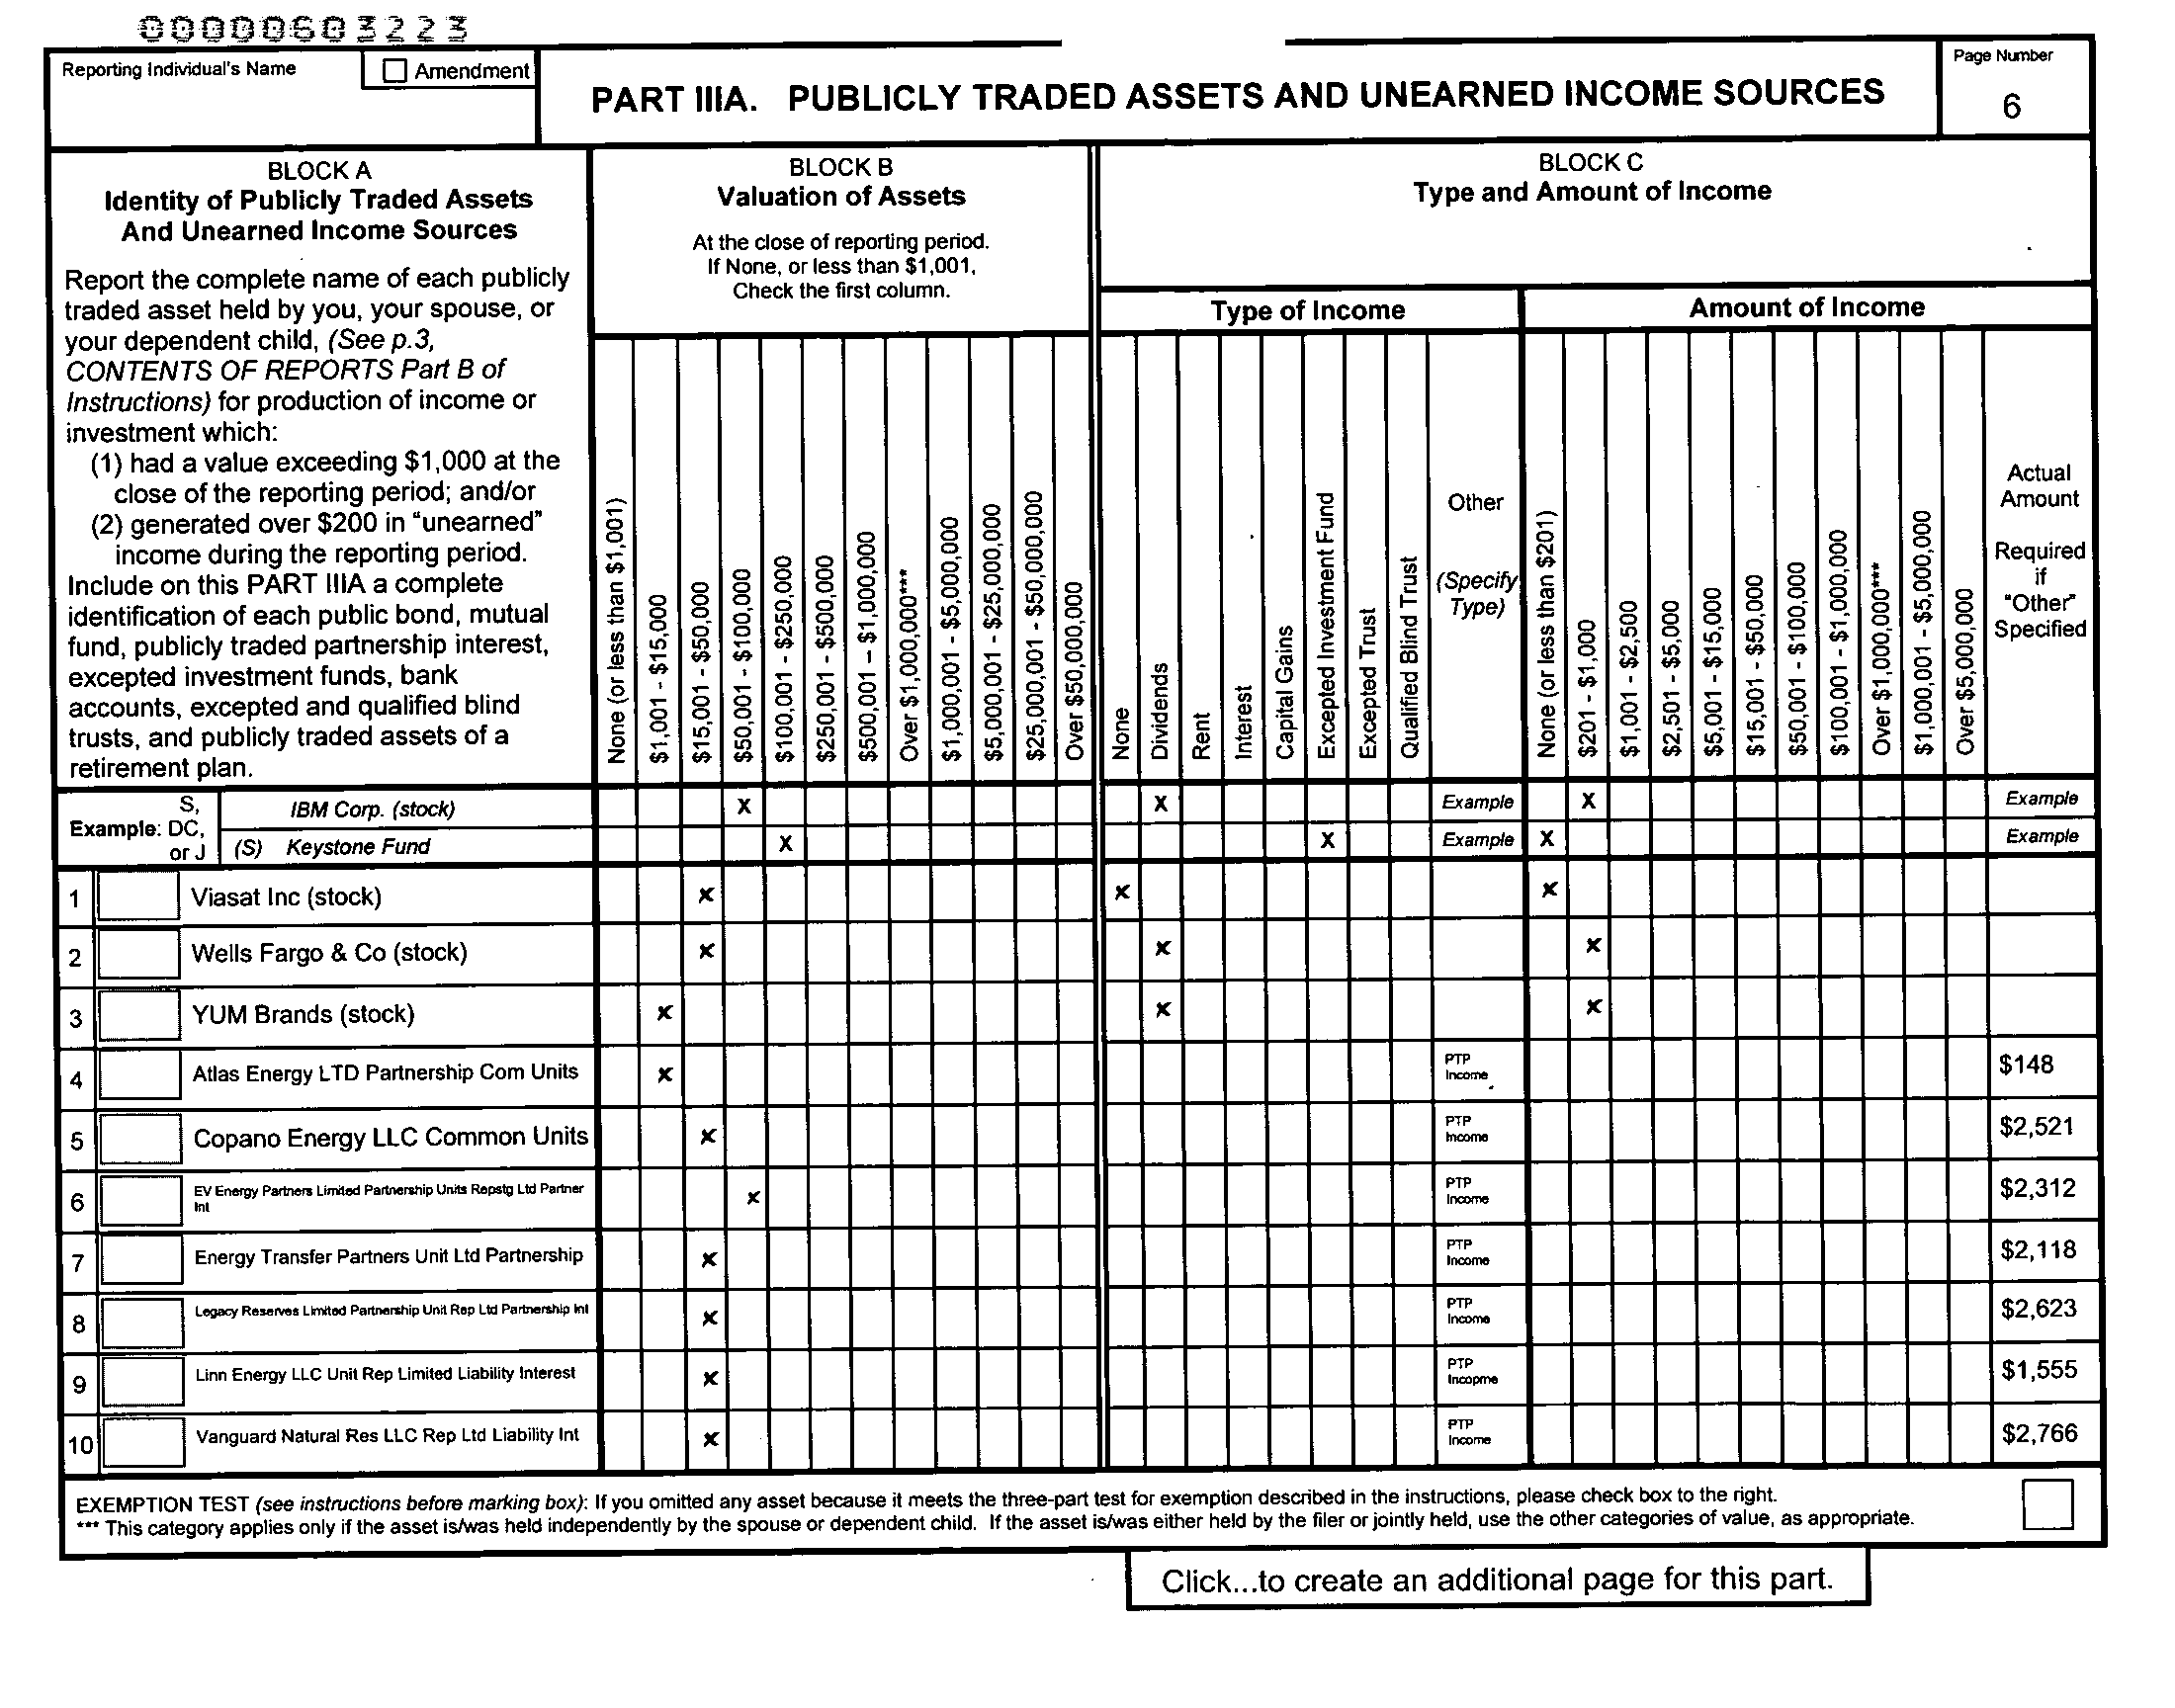 00000603223
Reporting Individual's Name
Amendment
PART IIIA. PUBLICLY TRADED ASSETS AND UNEARNED INCOME SOURCES
Page Number
6
BLOCK A
Identity of Publicly Traded Assets
And Unearned Income Sources
Report the complete name of each publicly
traded asset held by you, your spouse, or
your dependent child, (See p.3,
CONTENTS OF REPORTS Part B of
Instructions) for production of income or
investment which:
(1) had a value exceeding $1,000 at the
close of the reporting period; and/or
(2) generated over $200 in "unearned"
income during the reporting period.
Include on this PART IIIA a complete
identification of each public bond, mutual
fund, publicly traded partnership interest,
excepted investment funds, bank
accounts, excepted and qualified blind
trusts, and publicly traded assets of a
retirement plan.
BLOCK B
Valuation of Assets
At the close of reporting period.
If None, or less than $1,001,
Check the first column.
None (or less than $1,001)
$1,001 - $15,000
$15,001 - $50,000
$50,001 - $100,000
$100,001 - $250,000
$250,001 - $500,000
$500,001 – $1,000,000
Over $1,000,000***
$1,000,001 - $5,000,000
$5,000,001 - $25,000,000
$25,000,001 - $50,000,000
Over $50,000,000
BLOCK C
Type and Amount of Income
Type of Income
None
Dividends
Rent
Interest
Capital Gains
Excepted Investment Fund
Excepted Trust
Qualified Blind Trust
Other
(Specify
Type)
Amount of Income
None (or less than $201)
$201 - $1,000
$1,001 - $2,500
$2,501 - $5,000
$5,001 - $15,000
$15,001 - $50,000
$50,001 - $100,000
$100,001 - $1,000,000
Over $1,000,000***
$1,000,001 - $5,000,000
Over $5,000,000
Actual
Amount
Required
if
"Other"
Specified
Example: S,
DC,
or J
IBM Corp. (stock) X X Example X Example
(S) Keystone Fund X X Example X Example
1 Viasat Inc (stock) x x x
2 Wells Fargo & Co (stock) x x x
3 YUM Brands (stock) x x x
4 Atlas Energy LTD Partnership Com Units x PTP Income $148
5 Copano Energy LLC Common Units x PTP Income $2,521
6 EV Energy Partners Limited Partnership Units Repstg Ltd Partner
Int x PTP Income $2,312
7 Energy Transfer Partners Unit Ltd Partnership x PTP Income $2,118
8 Legacy Reserves Limited Partnership Unit Rep Ltd Partnership Int x PTP Income $2,623
9 Linn Energy LLC Unit Rep Limited Liability Interest x PTP Incopme $1,555
10 Vanguard Natural Res LLC Rep Ltd Liability Int x PTP Income $2,766
EXEMPTION TEST (see instructions before marking box): If you omitted any asset because it meets the three-part test for exemption described in the instructions, please check box to the right.
*** This category applies only if the asset is/was held independently by the spouse or dependent child. If the asset is/was either held by the filer or jointly held, use the other categories of value, as appropriate.
Click...to create an additional page for this part.